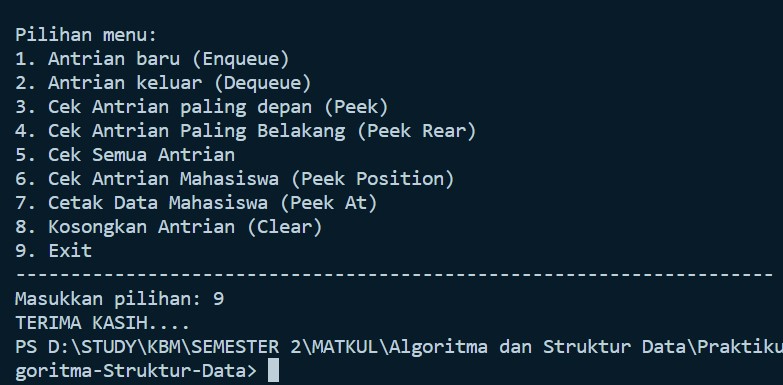 Pilihan menu:
1. Antrian baru (Enqueue)
2. Antrian keluar (Dequeue)
3. Cek Antrian paling depan (Peek)
4. Cek Antrian Paling Belakang (Peek Rear)
5. Cek Semua Antrian
6. Cek Antrian Mahasiswa (Peek Position)
7. Cetak Data Mahasiswa (Peek At)
8. Kosongkan Antrian (Clear)
9. Exit
---------------------------------------------------------------------
Masukkan pilihan: 9
TERIMA KASIH....
PS D:\STUDY\KBM\SEMESTER 2\MATKUL\Algoritma dan Struktur Data\Praktiku
goritma-Struktur-Data>